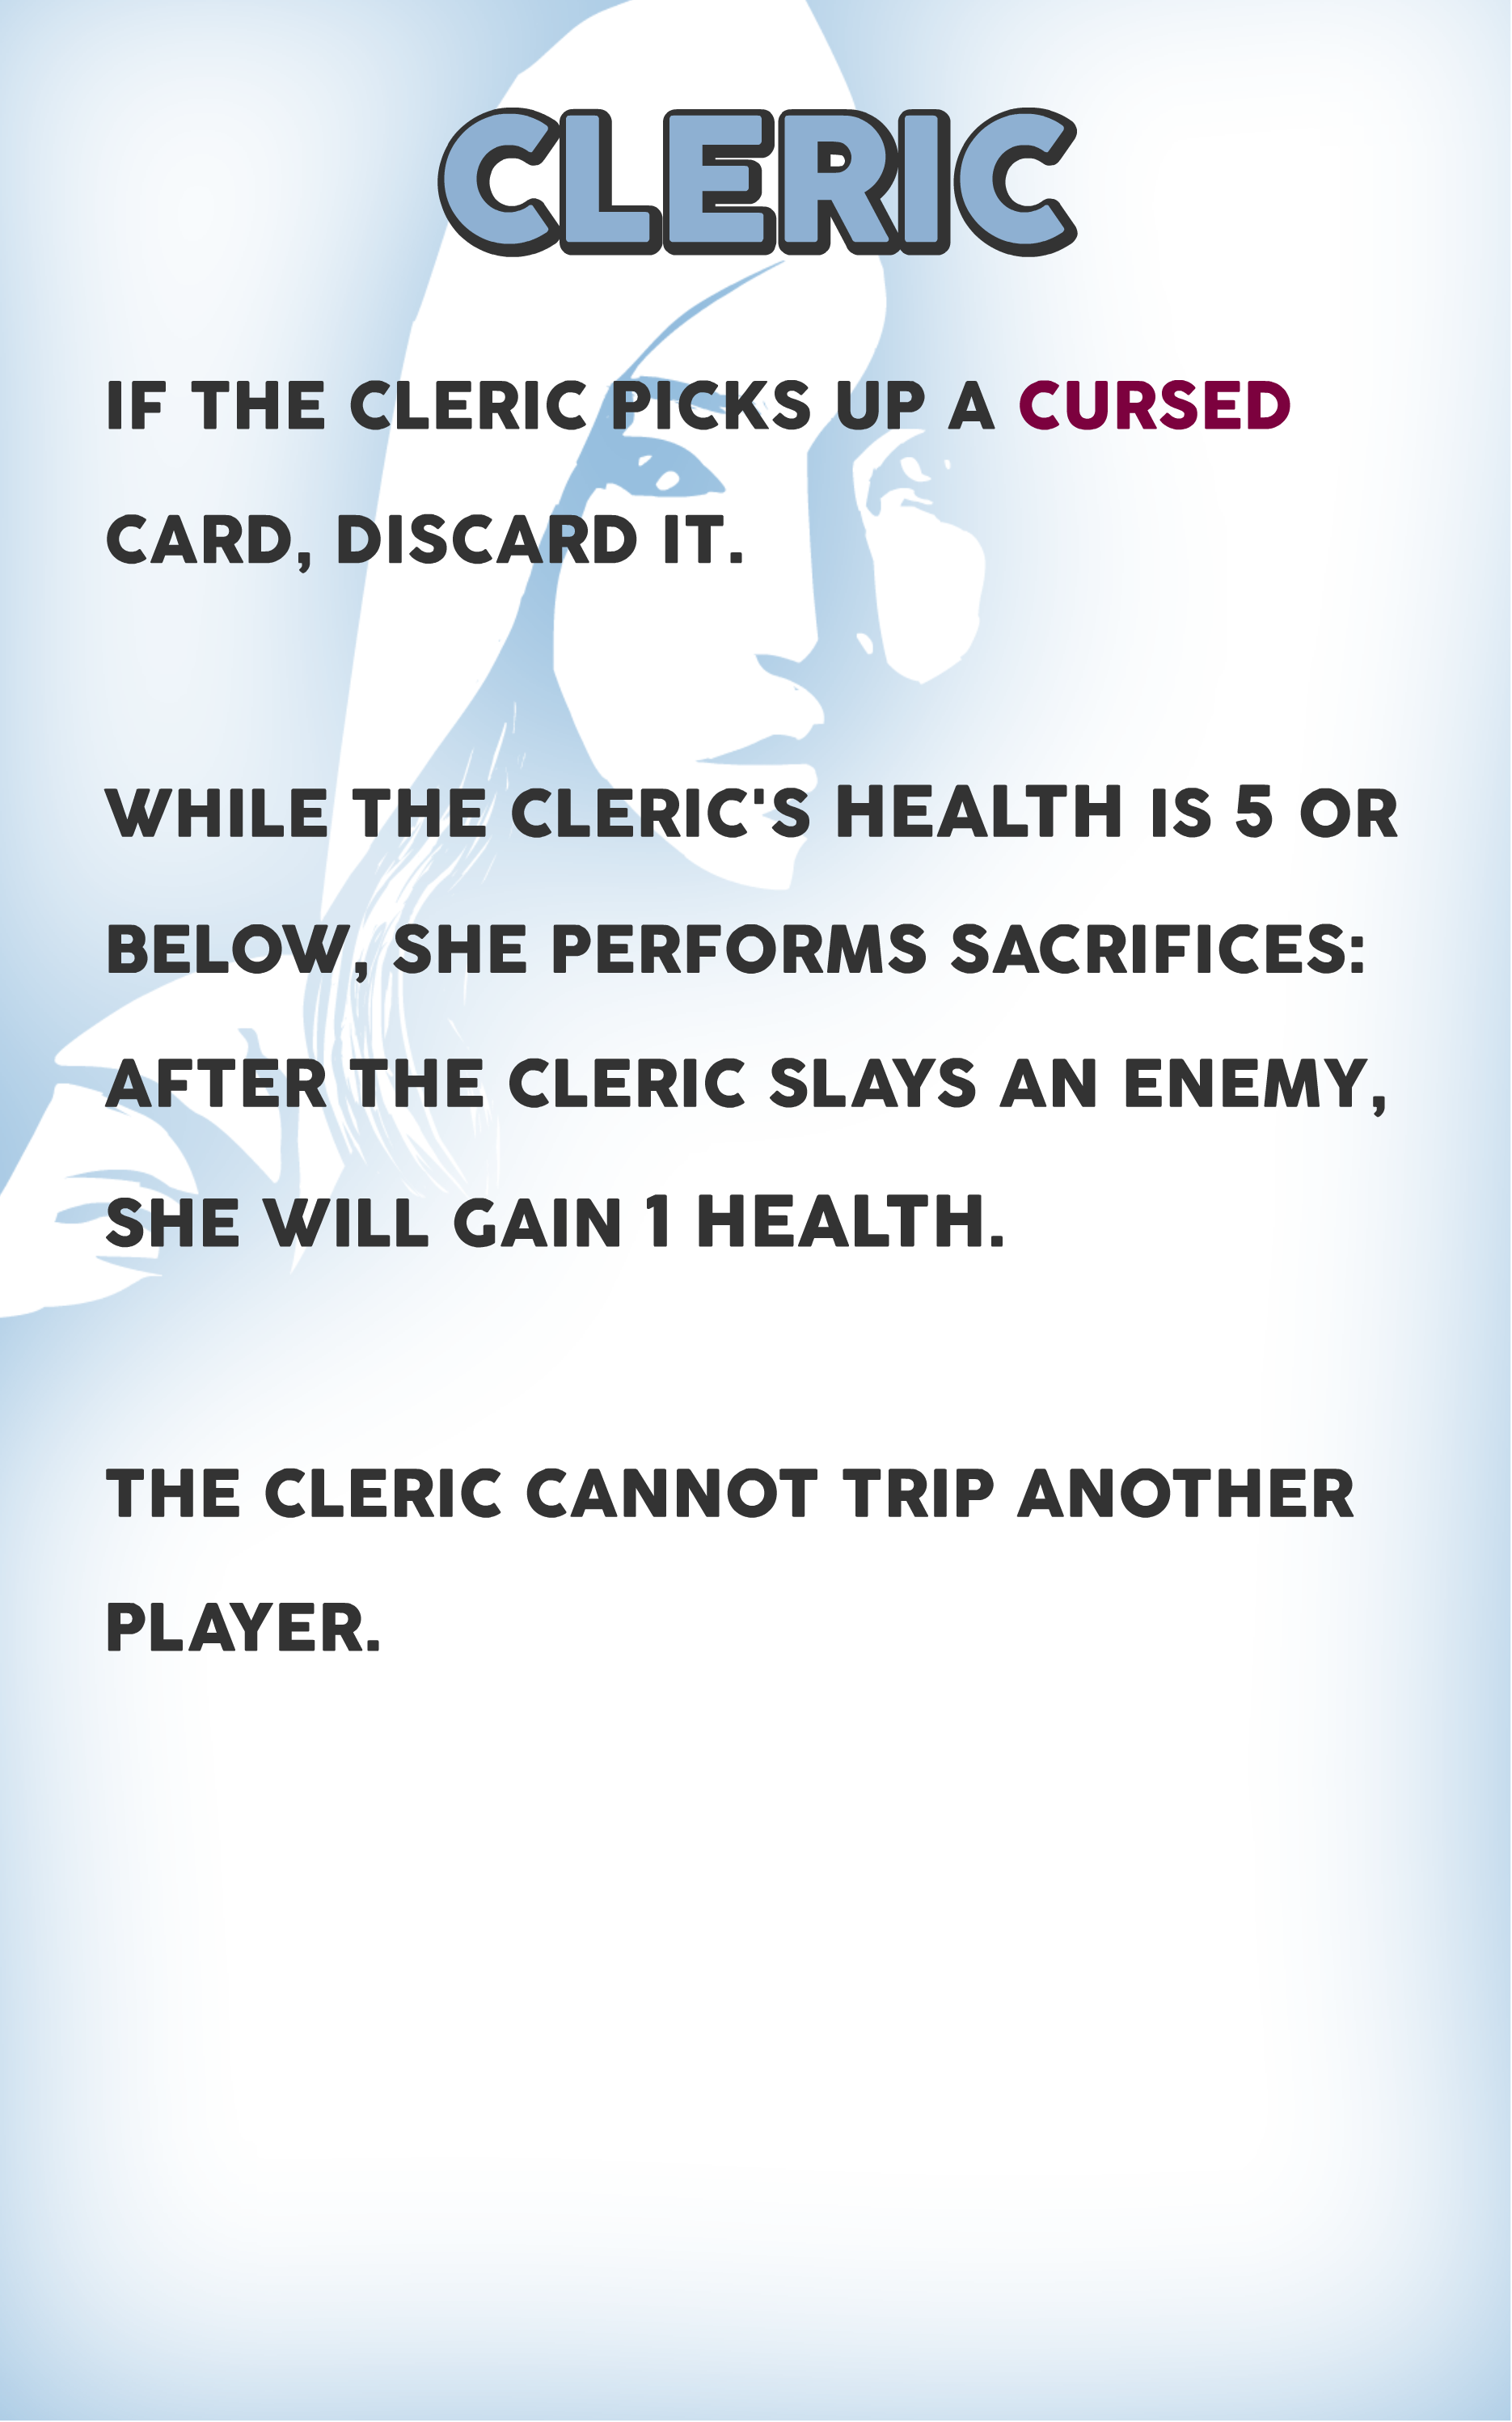 CLERIC
IF THE CLERIC PICKS UP A CURSED
CARD, DISCARD IT.
WHILE THE CLERIC'S HEALTH IS 5 OR
BELOW, SHE PERFORMS SACRIFICES:
AFTER THE CLERIC SLAYS AN ENEMY,
SHE WILL GAIN 1 HEALTH.
THE CLERIC CANNOT TRIP ANOTHER
PLAYER.